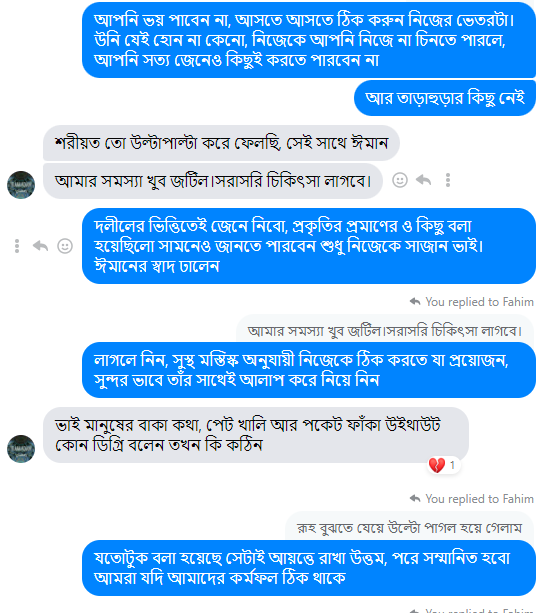 আপনি ভয় পাবেন না, আসতে আসতে ঠিক করুন নিজের ভেতরটা।
উনি যেই হোন না কেনো, নিজেকে আপনি নিজে না চিনতে পারলে,
আপনি সত্য জেনেও কিছুই করতে পারবেন না
আর তাড়াহুড়ার কিছু নেই
শরীয়ত তো উল্টাপাল্টা করে ফেলছি, সেই সাথে ঈমান
আমার সমস্যা খুব জটিল।সরাসরি চিকিৎসা লাগবে।
দলীলের ভিত্তিতেই জেনে নিবো, প্রকৃতির প্রমাণের ও কিছু বলা
হয়েছিলো সামনেও জানতে পারবেন শুধু নিজেকে সাজান ভাই।
ঈমানের স্বাদ ঢালেন
You replied to Fahim
আমার সমস্যা খুব জটিল।সরাসরি চিকিৎসা লাগবে।
লাগলে নিন, সুস্থ মস্তিস্ক অনুযায়ী নিজেকে ঠিক করতে যা প্রয়োজন,
সুন্দর ভাবে তাঁর সাথেই আলাপ করে নিয়ে নিন
ভাই মানুষের বাকা কথা, পেট খালি আর পকেট ফাঁকা উইথাউট
কোন ডিগ্রি বলেন তখন কি কঠিন
1
You replied to Fahim
রূহ বুঝতে যেয়ে উল্টো পাগল হয়ে গেলাম
যতোটুক বলা হয়েছে সেটাই আয়ত্তে রাখা উত্তম, পরে সম্মানিত হবো
আমরা যদি আমাদের কর্মফল ঠিক থাকে
You replied to Fahim